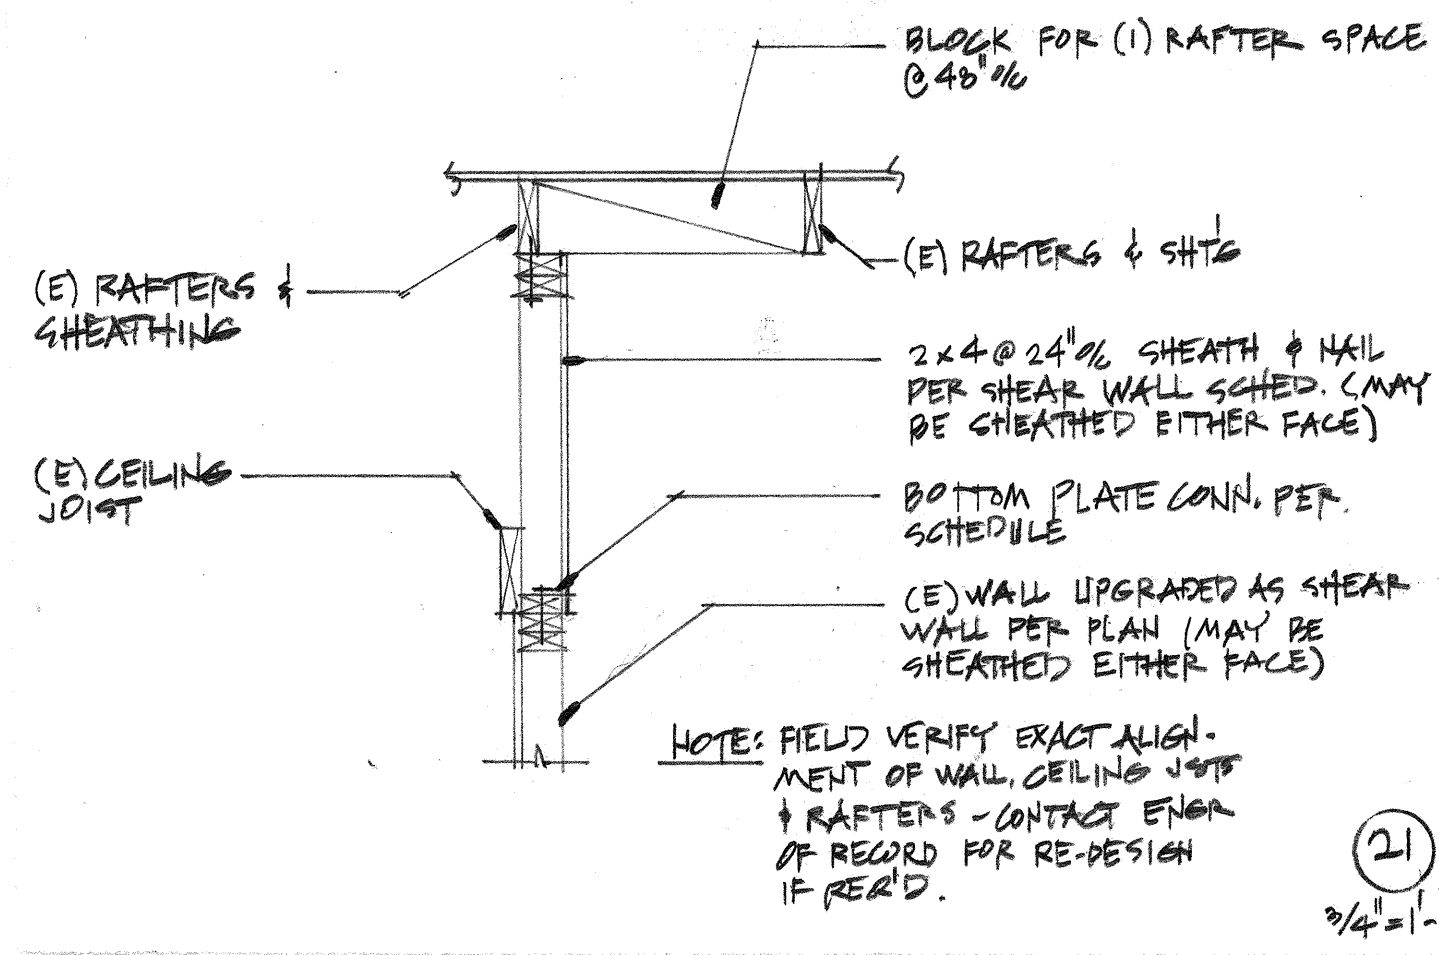 BLOCK FOR (1) RAFTER SPACE
@ 48" O/C
(E) RAFTERS & SHT'G
(E) RAFTERS &
SHEATHING
2 x 4 @ 24" O/C SHEATH & NAIL
PER SHEAR WALL SCHED. (MAY
BE SHEATHED EITHER FACE)
(E) CEILING
JOIST
BOTTOM PLATE CONN. PER
SCHEDULE
(E) WALL UPGRADED AS SHEAR
WALL PER PLAN (MAY BE
SHEATHED EITHER FACE)
NOTE: FIELD VERIFY EXACT ALIGN-
MENT OF WALL, CEILING JSTS
& RAFTERS - CONTACT ENGR
OF RECORD FOR RE-DESIGN
IF REQ'D.
21
3/4" = 1'-